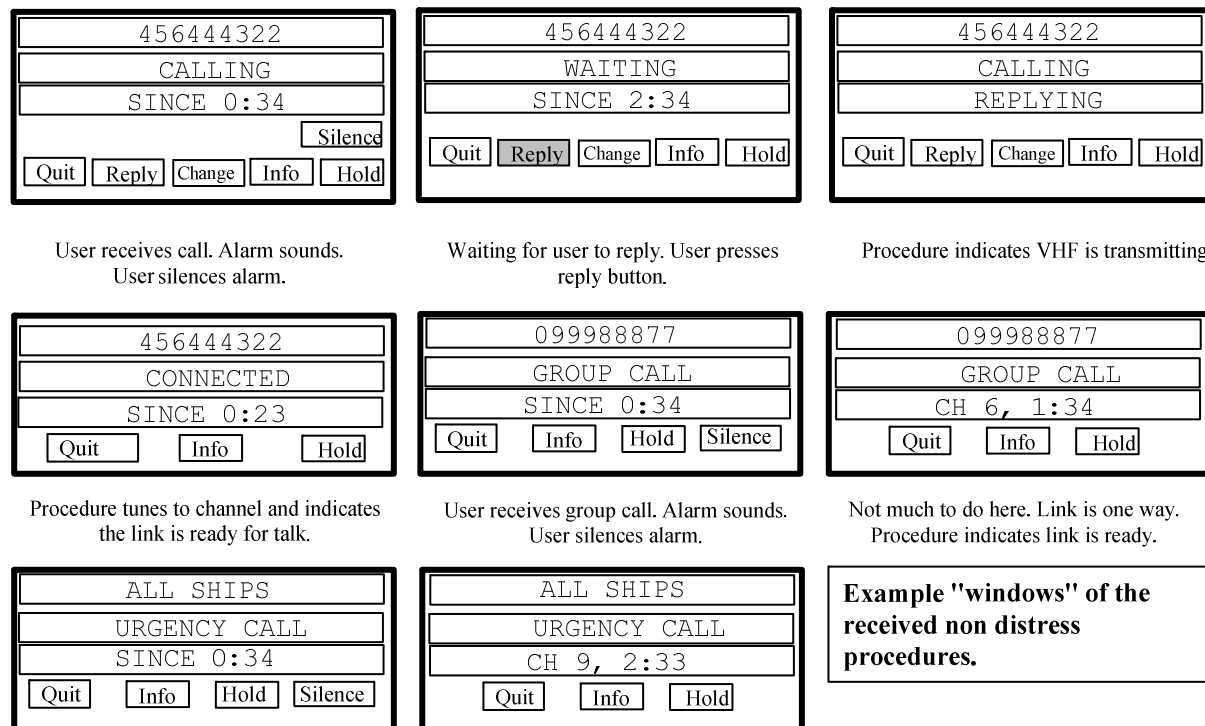 456444322
CALLING
SINCE 0:34
Silence
Quit Reply Change Info Hold
User receives call. Alarm sounds.
User silences alarm.
456444322
WAITING
SINCE 2:34
Quit Reply Change Info Hold
Waiting for user to reply. User presses
reply button.
456444322
CALLING
REPLYING
Quit Reply Change Info Hold
Procedure indicates VHF is transmitting
456444322
CONNECTED
SINCE 0:23
Quit Info Hold
Procedure tunes to channel and indicates
the link is ready for talk.
099988877
GROUP CALL
SINCE 0:34
Quit Info Hold Silence
User receives group call. Alarm sounds.
User silences alarm.
099988877
GROUP CALL
CH 6, 1:34
Quit Info Hold
Not much to do here. Link is one way.
Procedure indicates link is ready.
ALL SHIPS
URGENCY CALL
SINCE 0:34
Quit Info Hold Silence
ALL SHIPS
URGENCY CALL
CH 9, 2:33
Quit Info Hold
Example "windows" of the
received non distress
procedures.